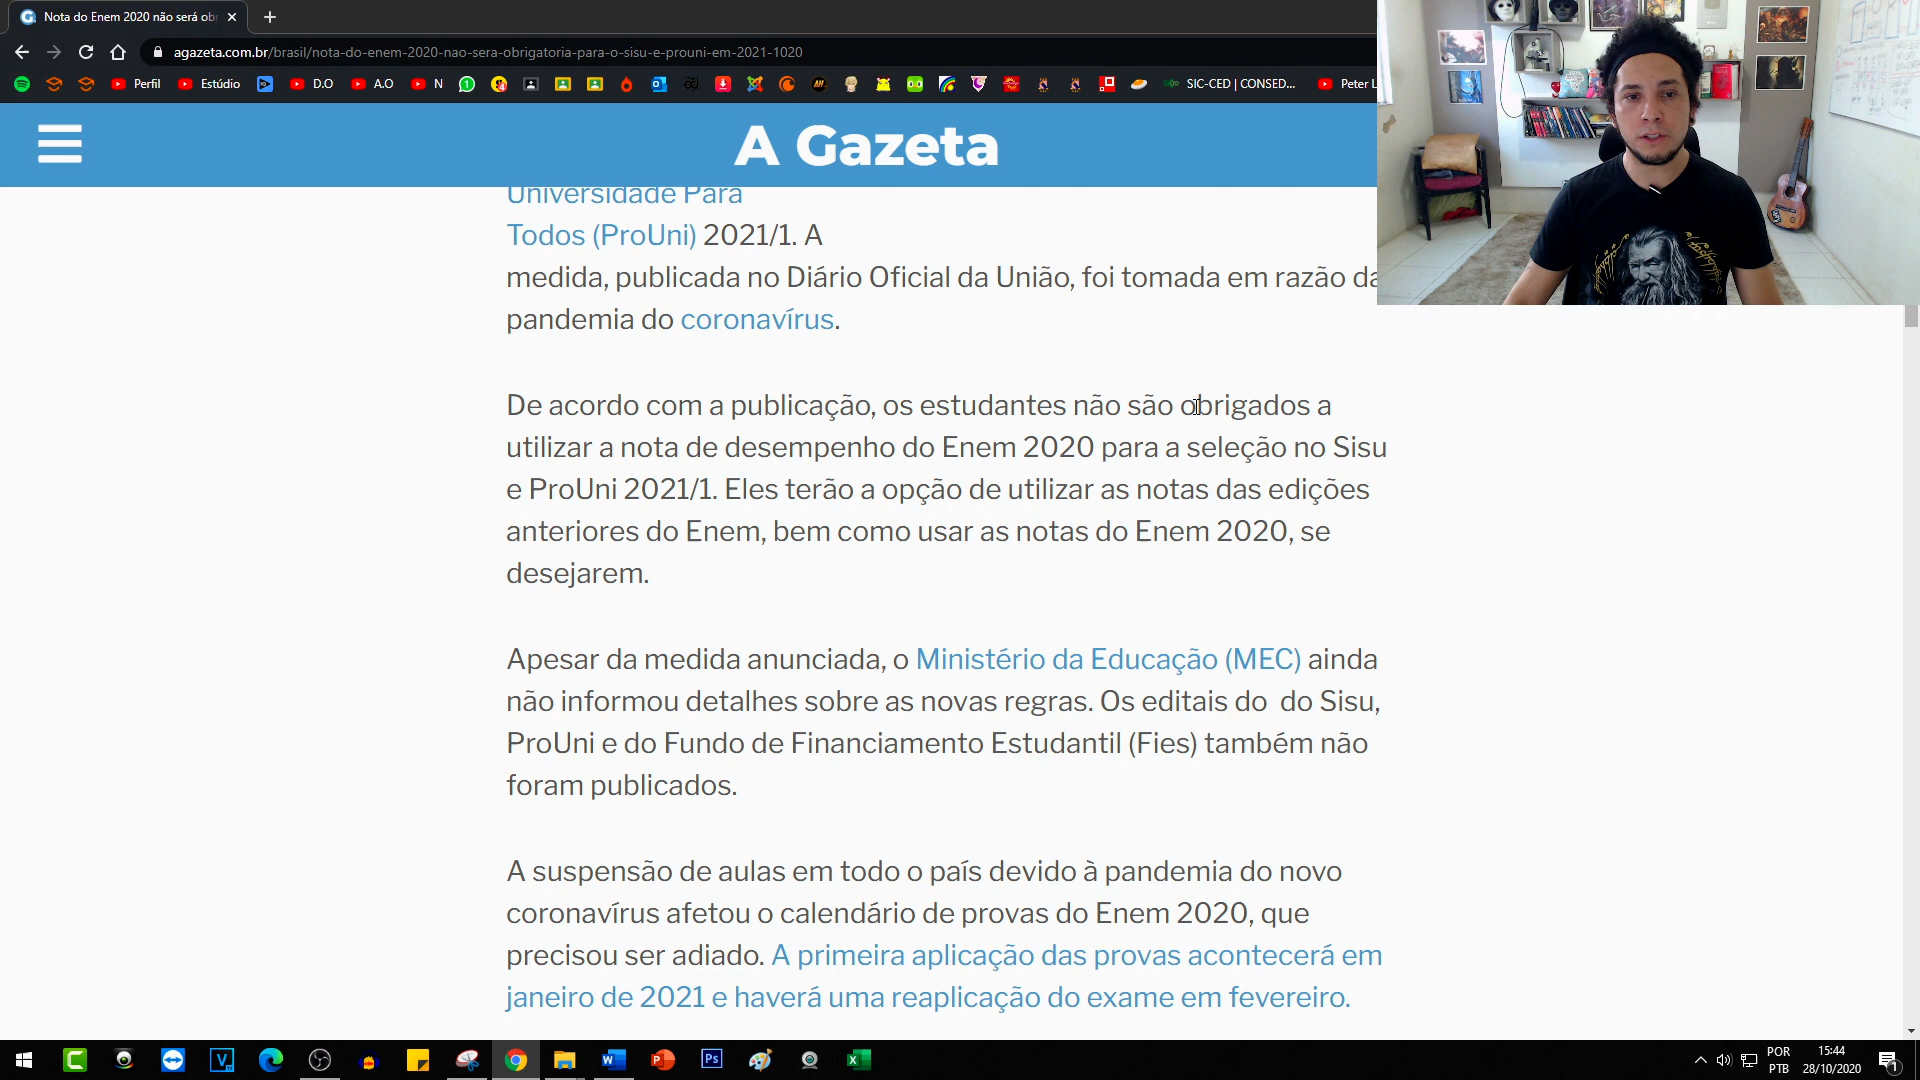 Nota do Enem 2020 não será obr
agazeta.com.br/brasil/nota-do-enem-2020-nao-sera-obrigatoria-para-o-sisu-e-prouni-em-2021-1020
Perfil
Estúdio
D.O
A.O
N
SIC-CED | CONSED...
Peter L
A Gazeta
Universidade Para
Todos (ProUni) 2021/1. A
medida, publicada no Diário Oficial da União, foi tomada em razão da
pandemia do coronavírus.
De acordo com a publicação, os estudantes não são obrigados a
utilizar a nota de desempenho do Enem 2020 para a seleção no Sisu
e ProUni 2021/1. Eles terão a opção de utilizar as notas das edições
anteriores do Enem, bem como usar as notas do Enem 2020, se
desejarem.
Apesar da medida anunciada, o Ministério da Educação (MEC) ainda
não informou detalhes sobre as novas regras. Os editais do do Sisu,
ProUni e do Fundo de Financiamento Estudantil (Fies) também não
foram publicados.
A suspensão de aulas em todo o país devido à pandemia do novo
coronavírus afetou o calendário de provas do Enem 2020, que
precisou ser adiado. A primeira aplicação das provas acontecerá em
janeiro de 2021 e haverá uma reaplicação do exame em fevereiro.
POR
PTB
15:44
28/10/2020